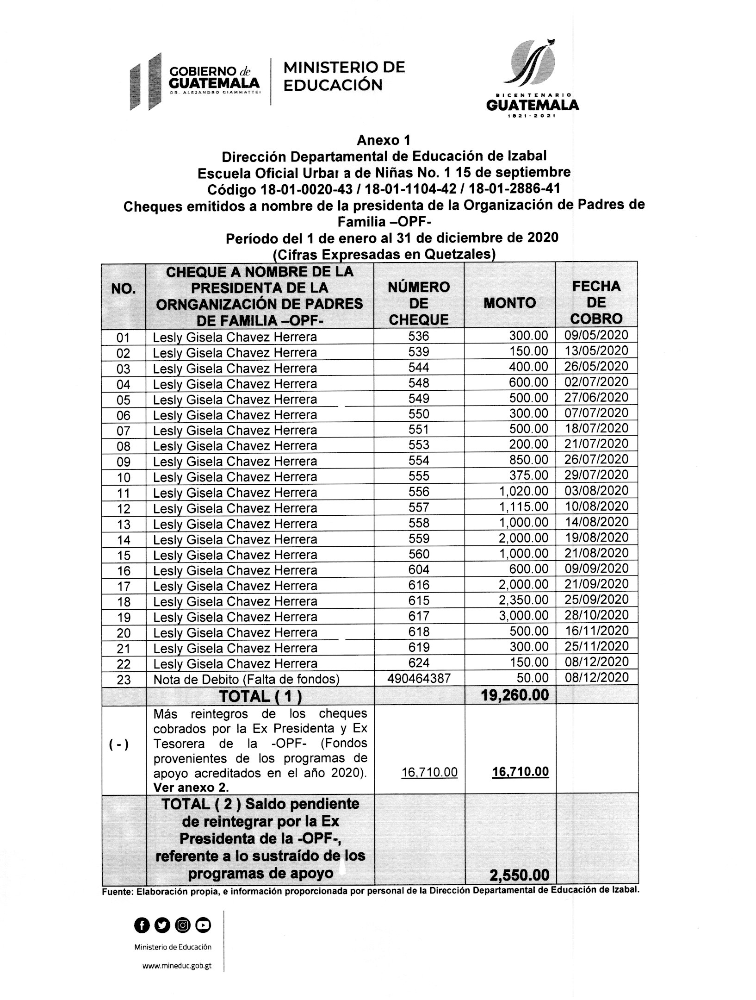 GOBIERNO de
GUATEMALA
DR. ALEJANDRO GIAMMATTEI
MINISTERIO DE
EDUCACIÓN
BICENTENARIO
GUATEMALA
1821-2021
Anexo 1
Dirección Departamental de Educación de Izabal
Escuela Oficial Urbana de Niñas No. 1 15 de septiembre
Código 18-01-0020-43 / 18-01-1104-42 / 18-01-2886-41
Cheques emitidos a nombre de la presidenta de la Organización de Padres de
Familia –OPF-
Período del 1 de enero al 31 de diciembre de 2020
(Cifras Expresadas en Quetzales)
NO. CHEQUE A NOMBRE DE LA PRESIDENTA DE LA ORNGANIZACIÓN DE PADRES DE FAMILIA –OPF- NÚMERO DE CHEQUE MONTO FECHA DE COBRO
01 Lesly Gisela Chavez Herrera 536 300.00 09/05/2020
02 Lesly Gisela Chavez Herrera 539 150.00 13/05/2020
03 Lesly Gisela Chavez Herrera 544 400.00 26/05/2020
04 Lesly Gisela Chavez Herrera 548 600.00 02/07/2020
05 Lesly Gisela Chavez Herrera 549 500.00 27/06/2020
06 Lesly Gisela Chavez Herrera 550 300.00 07/07/2020
07 Lesly Gisela Chavez Herrera 551 500.00 18/07/2020
08 Lesly Gisela Chavez Herrera 553 200.00 21/07/2020
09 Lesly Gisela Chavez Herrera 554 850.00 26/07/2020
10 Lesly Gisela Chavez Herrera 555 375.00 29/07/2020
11 Lesly Gisela Chavez Herrera 556 1,020.00 03/08/2020
12 Lesly Gisela Chavez Herrera 557 1,115.00 10/08/2020
13 Lesly Gisela Chavez Herrera 558 1,000.00 14/08/2020
14 Lesly Gisela Chavez Herrera 559 2,000.00 19/08/2020
15 Lesly Gisela Chavez Herrera 560 1,000.00 21/08/2020
16 Lesly Gisela Chavez Herrera 604 600.00 09/09/2020
17 Lesly Gisela Chavez Herrera 616 2,000.00 21/09/2020
18 Lesly Gisela Chavez Herrera 615 2,350.00 25/09/2020
19 Lesly Gisela Chavez Herrera 617 3,000.00 28/10/2020
20 Lesly Gisela Chavez Herrera 618 500.00 16/11/2020
21 Lesly Gisela Chavez Herrera 619 300.00 25/11/2020
22 Lesly Gisela Chavez Herrera 624 150.00 08/12/2020
23 Nota de Debito (Falta de fondos) 490464387 50.00 08/12/2020
TOTAL ( 1 ) 19,260.00
Más reintegros de los cheques
cobrados por la Ex Presidenta y Ex
( - ) Tesorera de la -OPF- (Fondos
provenientes de los programas de
apoyo acreditados en el año 2020). 16,710.00 16,710.00
Ver anexo 2.
TOTAL ( 2 ) Saldo pendiente
de reintegrar por la Ex
Presidenta de la -OPF-,
referente a lo sustraído de los
programas de apoyo 2,550.00
Fuente: Elaboración propia, e información proporcionada por personal de la Dirección Departamental de Educación de Izabal.
Ministerio de Educación
www.mineduc.gob.gt